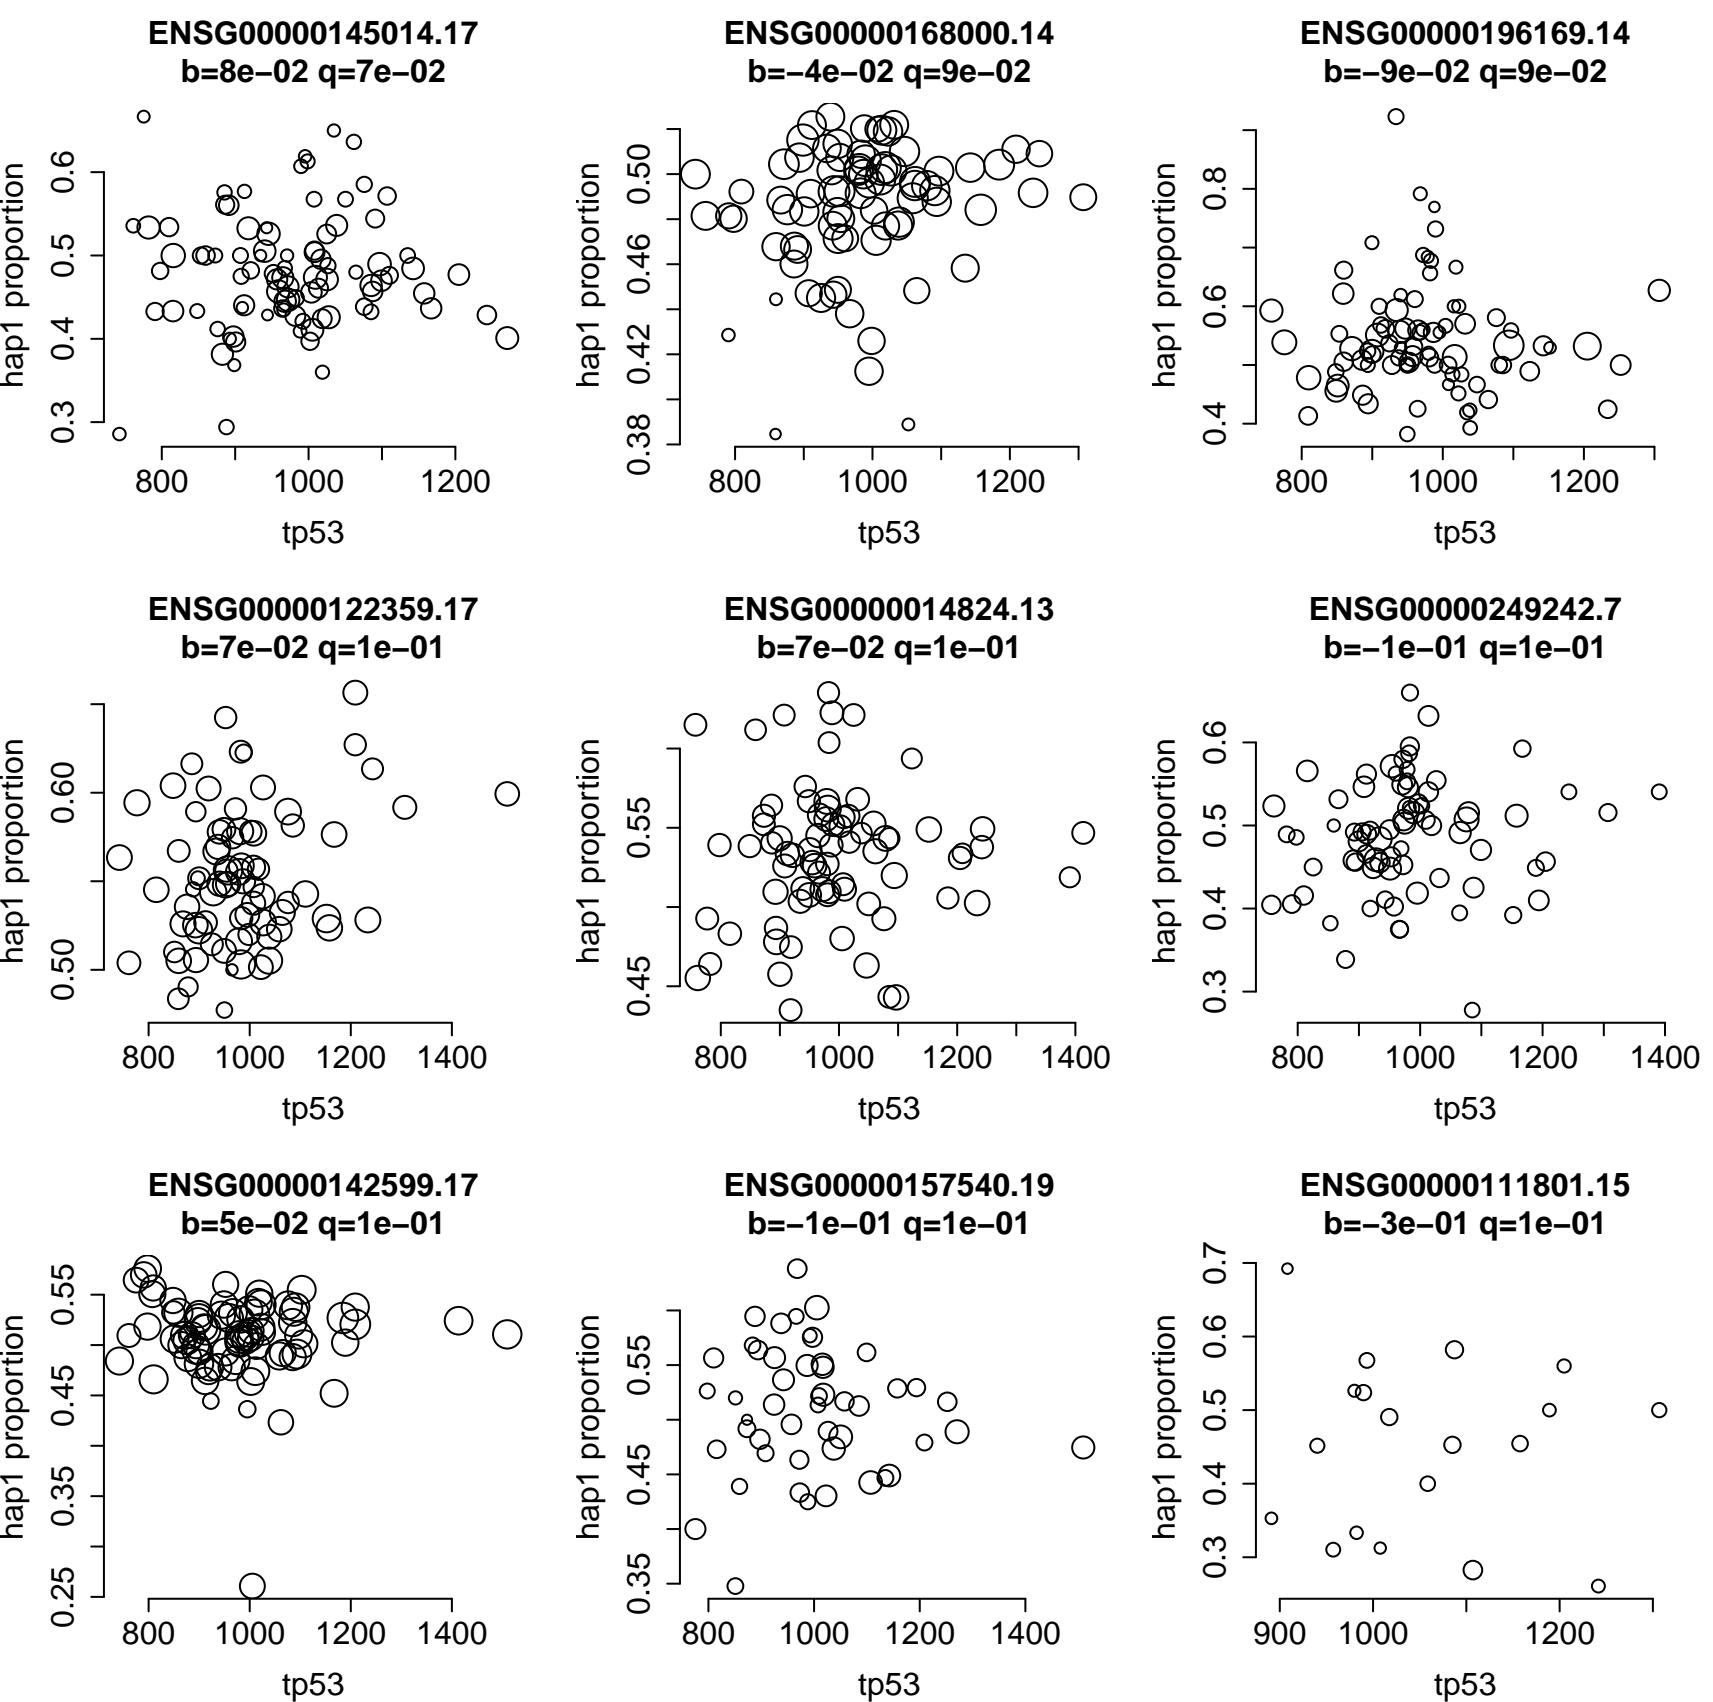 ENSG00000145014.17
b=8e−02 q=7e−02
hap1 proportion
0.3 0.4 0.5 0.6
800 1000 1200
tp53
ENSG00000168000.14
b=−4e−02 q=9e−02
hap1 proportion
0.38 0.42 0.46 0.50
800 1000 1200
tp53
ENSG00000196169.14
b=−9e−02 q=9e−02
hap1 proportion
0.4 0.6 0.8
800 1000 1200
tp53
ENSG00000122359.17
b=7e−02 q=1e−01
hap1 proportion
0.50 0.60
800 1000 1200 1400
tp53
ENSG00000014824.13
b=7e−02 q=1e−01
hap1 proportion
0.45 0.55
800 1000 1200 1400
tp53
ENSG00000249242.7
b=−1e−01 q=1e−01
hap1 proportion
0.3 0.4 0.5 0.6
800 1000 1200 1400
tp53
ENSG00000142599.17
b=5e−02 q=1e−01
hap1 proportion
0.25 0.35 0.45 0.55
800 1000 1200 1400
tp53
ENSG00000157540.19
b=−1e−01 q=1e−01
hap1 proportion
0.35 0.45 0.55
800 1000 1200 1400
tp53
ENSG00000111801.15
b=−3e−01 q=1e−01
hap1 proportion
0.3 0.4 0.5 0.6 0.7
900 1000 1200
tp53